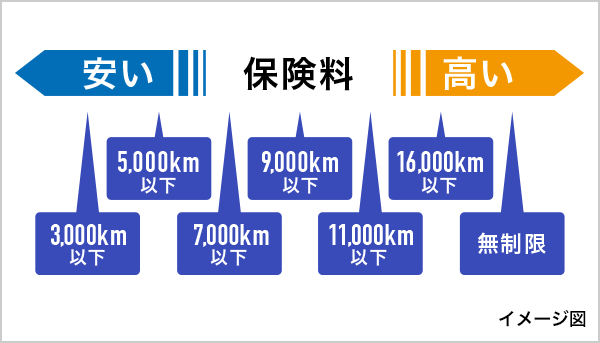 安い 保険料 高い
5,000km
以下
9,000km
以下
16,000km
以下
3,000km
以下
7,000km
以下
11,000km
以下
無制限
イメージ図